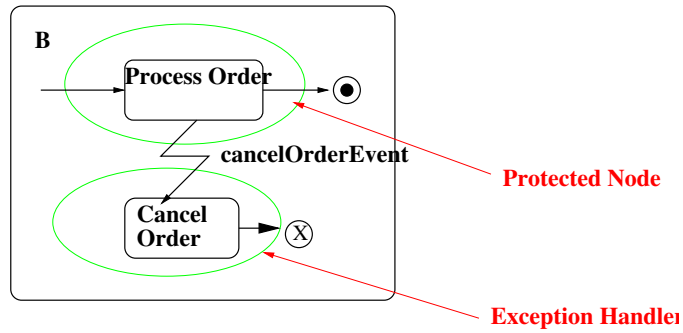 B
Process Order
cancelOrderEvent
Protected Node
Cancel
Order
X
Exception Handler